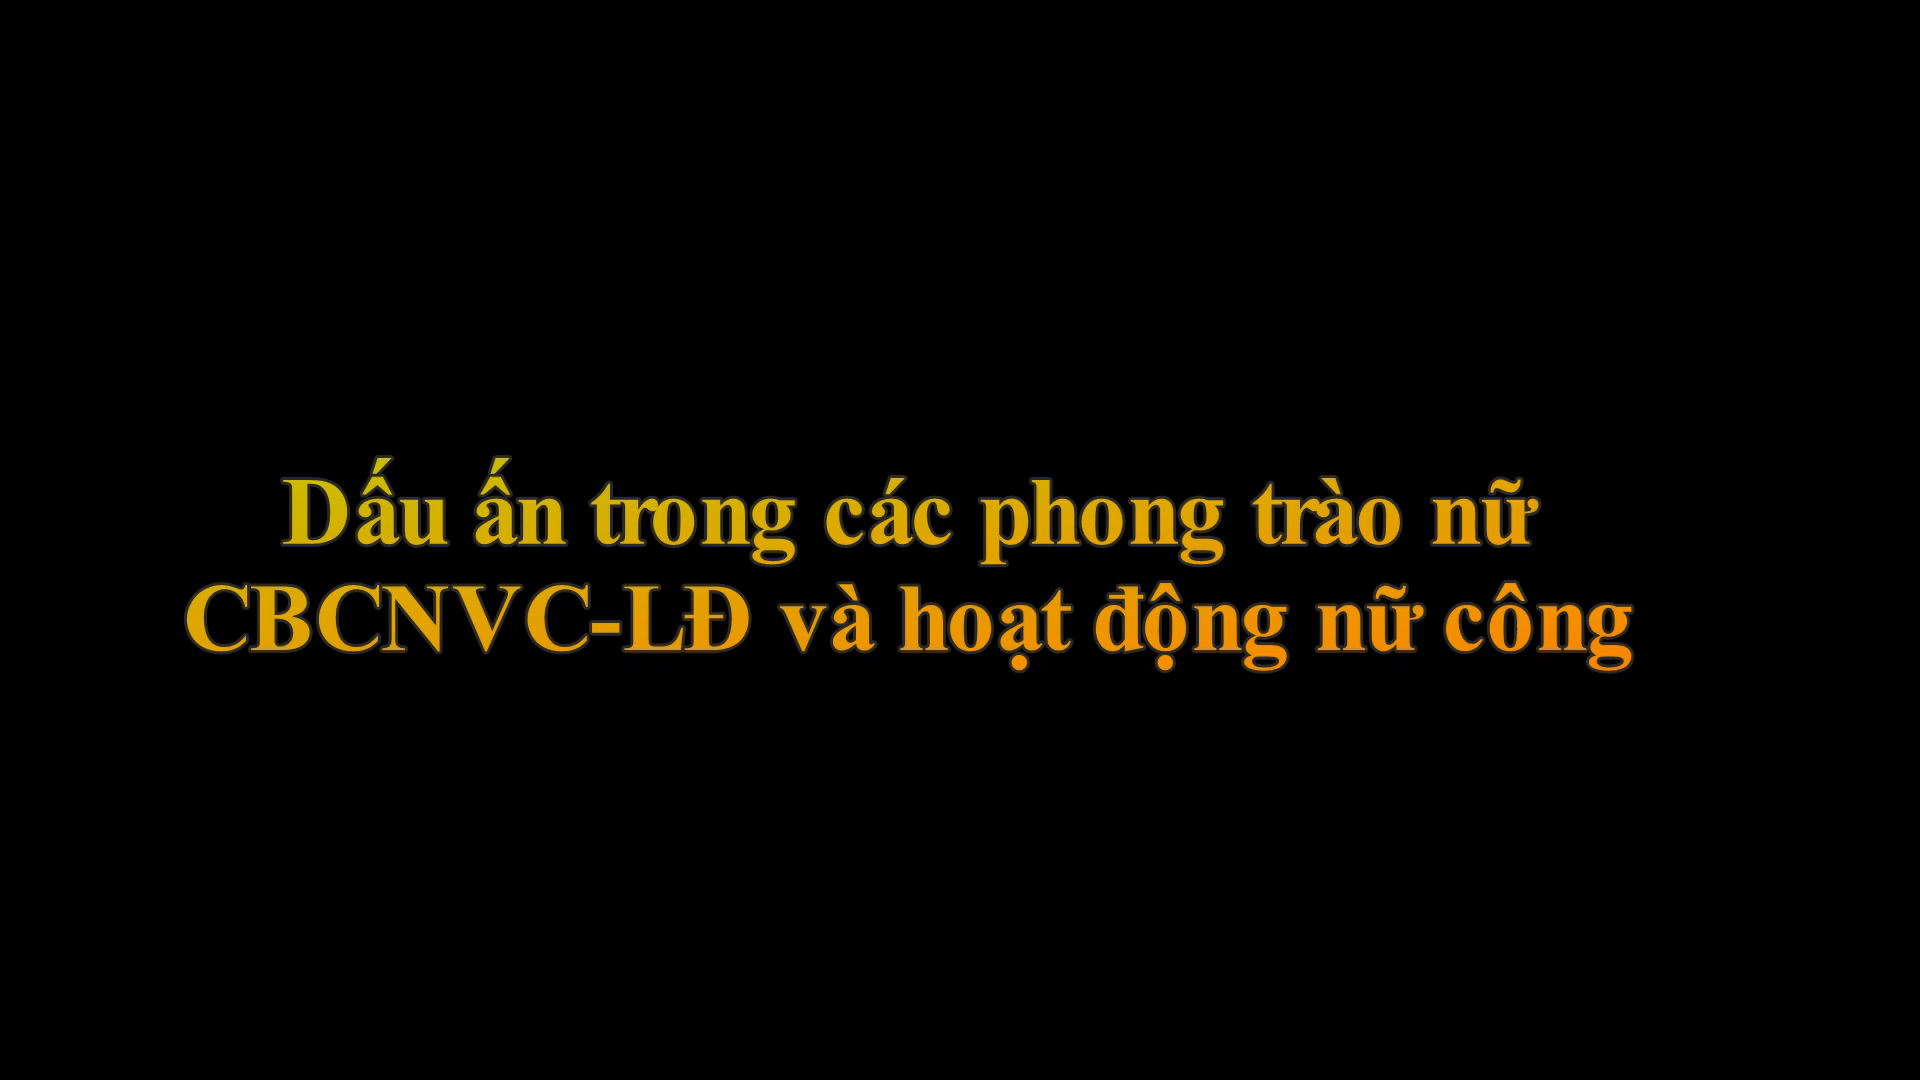 Dấu ấn trong các phong trào nữ
CBCNVC-LĐ và hoạt động nữ công